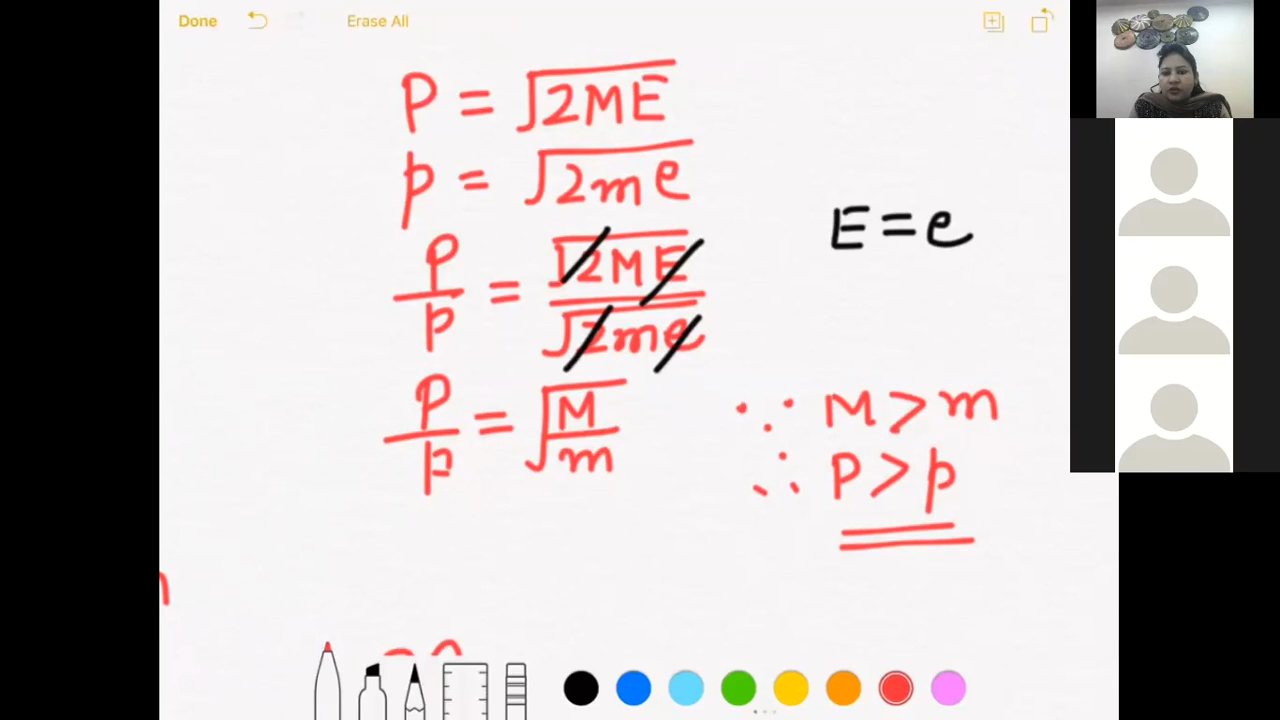 Done Erase All
P = √2ME
p = √2me
E = e
P/p = √2ME/√2me
P/p = √M/m
∵ M > m
∴ P > p